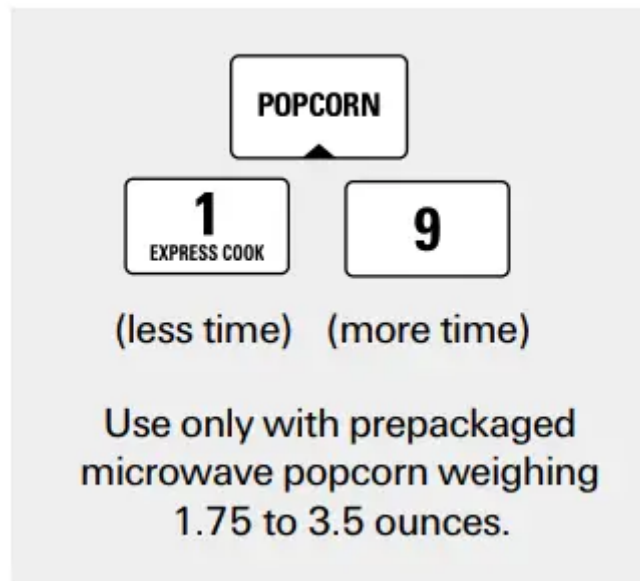 POPCORN
1
EXPRESS COOK
9
(less time) (more time)
Use only with prepackaged
microwave popcorn weighing
1.75 to 3.5 ounces.